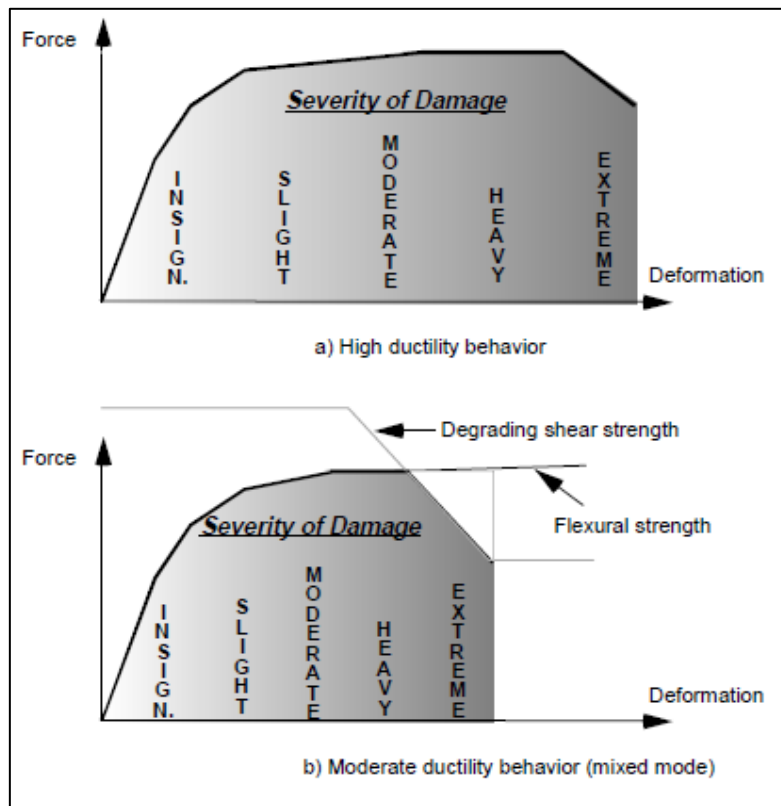 Force
Severity of Damage
INSIGN.
SLIGHT
MODERATE
HEAVY
EXTREME
Deformation
a) High ductility behavior
Degrading shear strength
Force
Flexural strength
Severity of Damage
INSIGN.
SLIGHT
MODERATE
HEAVY
EXTREME
Deformation
b) Moderate ductility behavior (mixed mode)